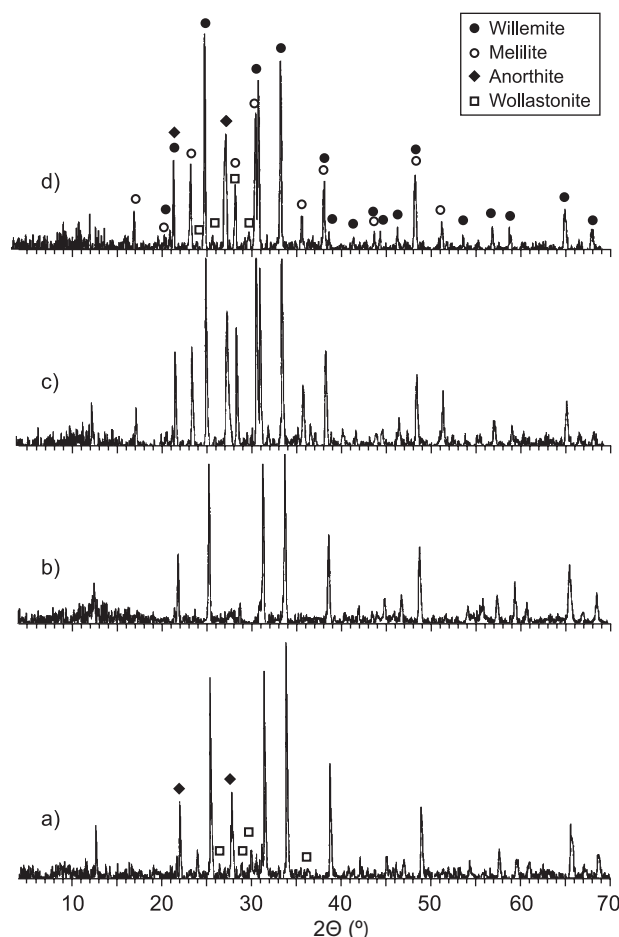 Willemite
Melilite
Anorthite
Wollastonite
d)
c)
b)
a)
10 20 30 40 50 60 70
2Θ (º)